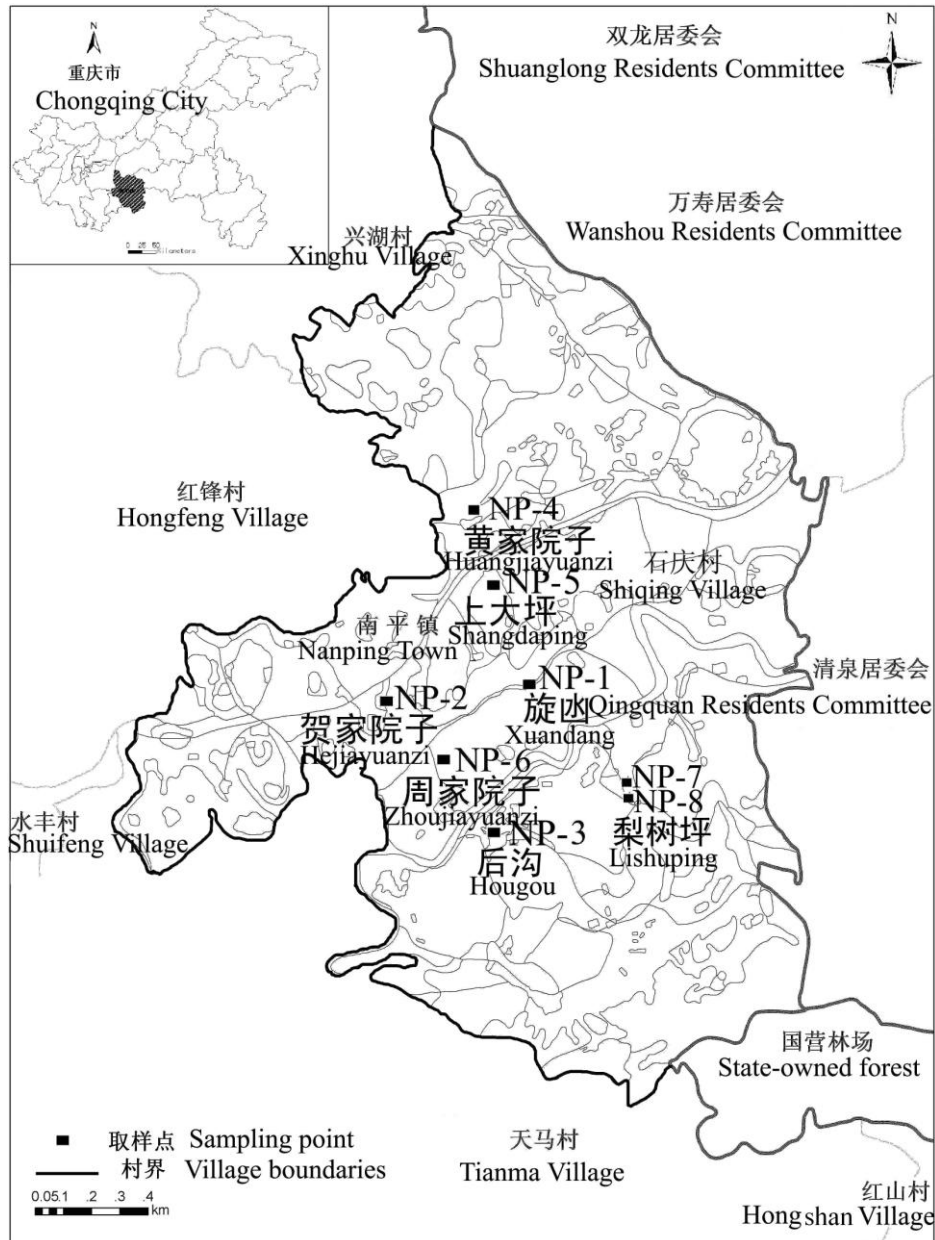 N
重庆市
Chongqing City
0 25 50
kilometers
N
双龙居委会
Shuanglong Residents Committee
万寿居委会
Wanshou Residents Committee
兴湖村
Xinghu Village
红锋村
Hongfeng Village
NP-4
黄家院子
Huangjiayuanzi
NP-5
上大坪
Shangdaping
石庆村
Shiqing Village
南平镇
Nanping Town
清泉居委会
Qingquan Residents Committee
NP-1
旋凼
Xuandang
NP-2
贺家院子
Hejiayuanzi
NP-6
周家院子
Zhoujiayuanzi
NP-7
NP-8
梨树坪
Lishuping
NP-3
后沟
Hougou
水丰村
Shuifeng Village
国营林场
State-owned forest
天马村
Tianma Village
红山村
Hongshan Village
取样点 Sampling point
村界 Village boundaries
0.05.1 .2 .3 .4
km